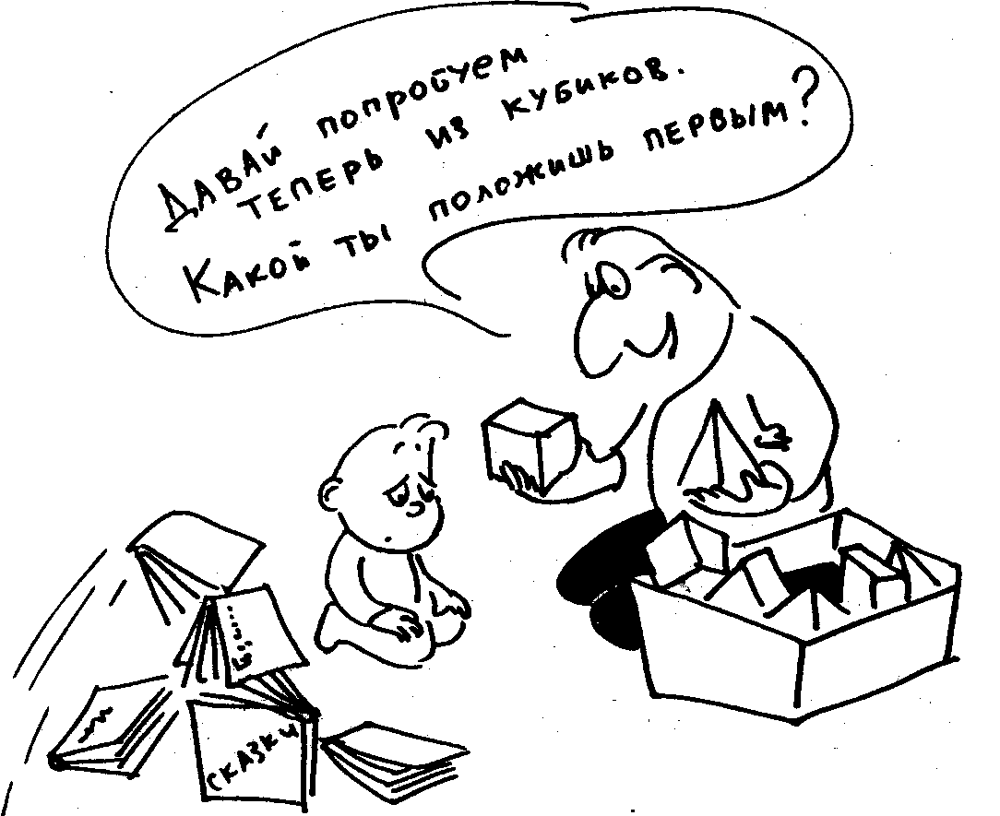 Давай попробуем
теперь из кубиков.
Какой ты положишь первым?
сказки